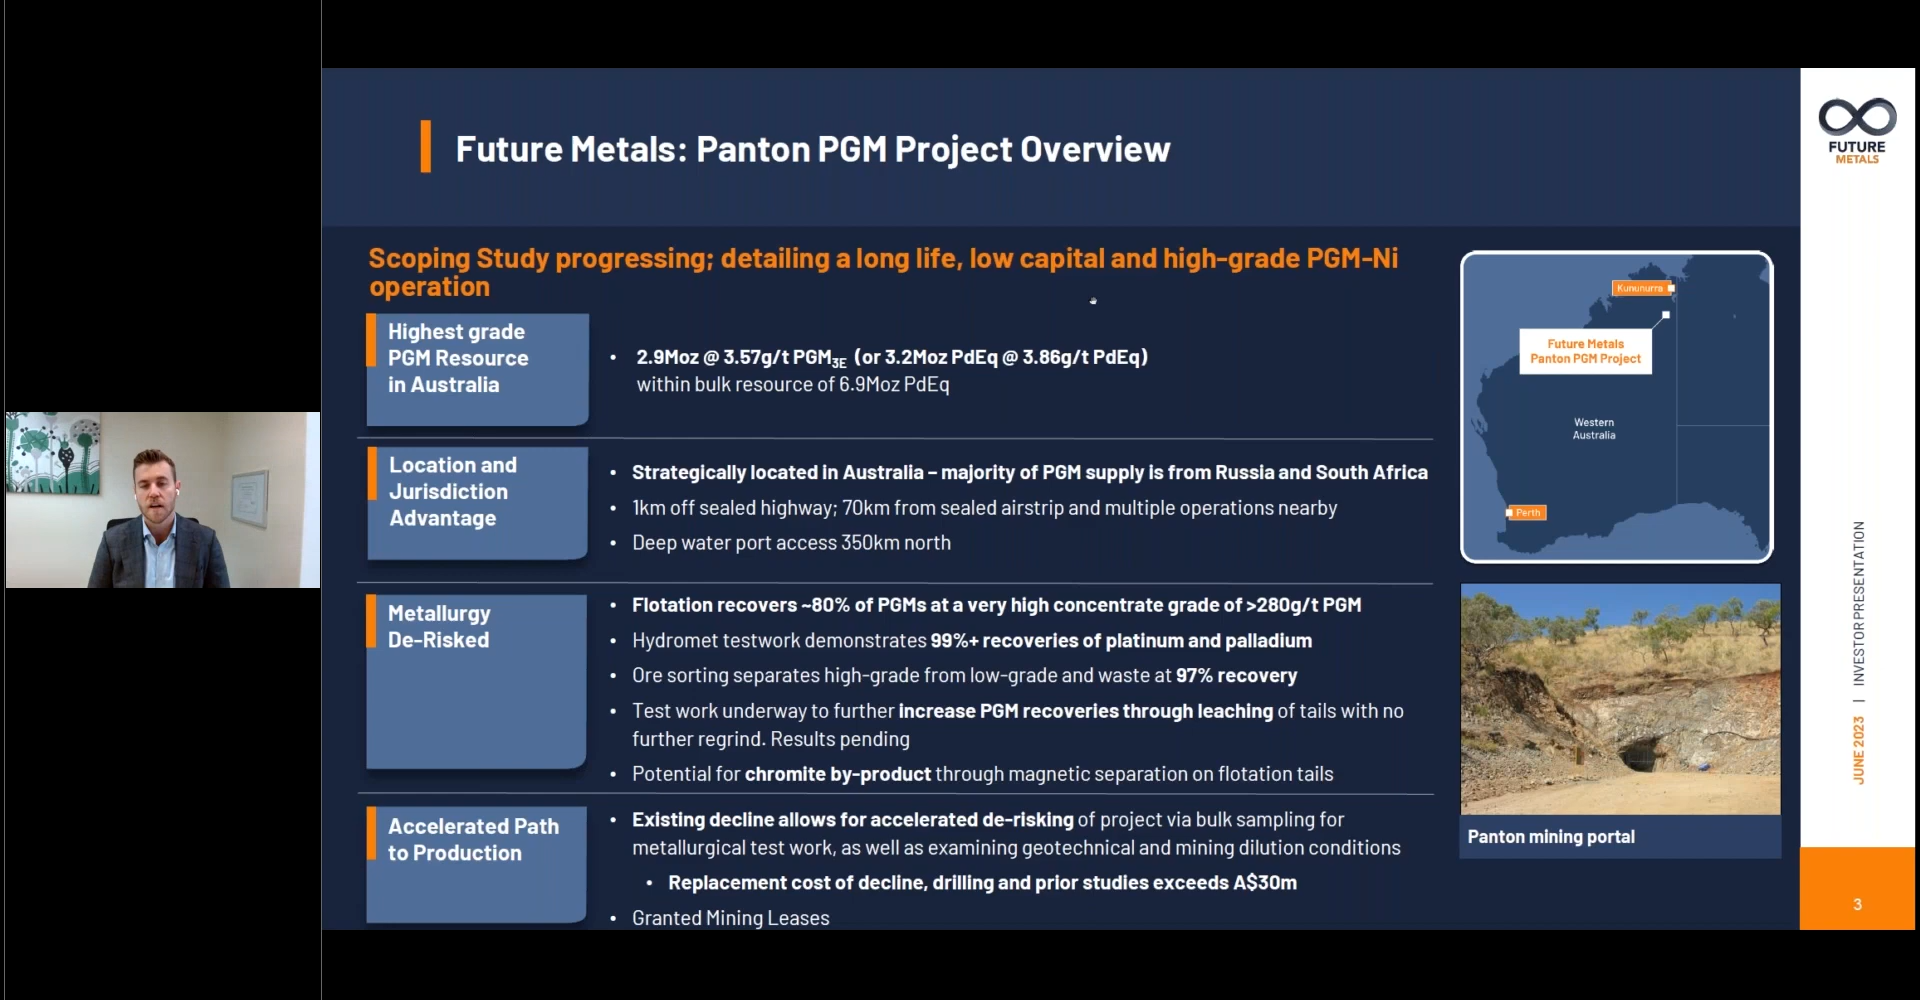 Future Metals: Panton PGM Project Overview
FUTURE
METALS
Scoping Study progressing; detailing a long life, low capital and high-grade PGM-Ni
operation
Highest grade
PGM Resource
in Australia
• 2.9Moz @ 3.57g/t PGM3E (or 3.2Moz PdEq @ 3.86g/t PdEq)
within bulk resource of 6.9Moz PdEq
Location and
Jurisdiction
Advantage
• Strategically located in Australia – majority of PGM supply is from Russia and South Africa
• 1km off sealed highway; 70km from sealed airstrip and multiple operations nearby
• Deep water port access 350km north
Metallurgy
De-Risked
• Flotation recovers ~80% of PGMs at a very high concentrate grade of >280g/t PGM
• Hydromet testwork demonstrates 99%+ recoveries of platinum and palladium
• Ore sorting separates high-grade from low-grade and waste at 97% recovery
• Test work underway to further increase PGM recoveries through leaching of tails with no
further regrind. Results pending
• Potential for chromite by-product through magnetic separation on flotation tails
Accelerated Path
to Production
• Existing decline allows for accelerated de-risking of project via bulk sampling for
metallurgical test work, as well as examining geotechnical and mining dilution conditions
• Replacement cost of decline, drilling and prior studies exceeds A$30m
• Granted Mining Leases
Kununurra
Future Metals
Panton PGM Project
Western
Australia
Perth
Panton mining portal
JUNE 2023 | INVESTOR PRESENTATION
3